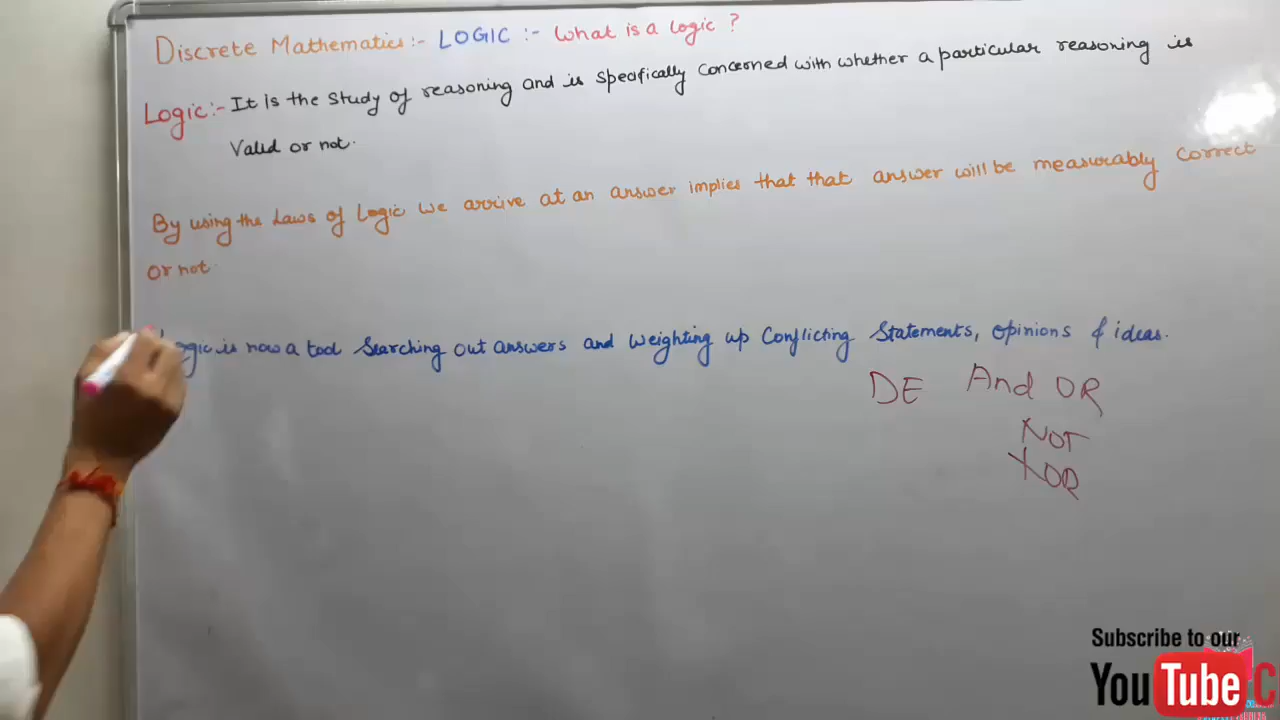 Discrete Mathematics:- LOGIC :- What is a logic ?
Logic:- It is the study of reasoning and is specifically concerned with whether a particular reasoning is
Valid or not.
By using the Laws of Logic we arrive at an answer implies that that answer will be measurably correct
or not.
Logic is now a tool Searching out answers and weighting up Conflicting Statements, opinions & ideas.
DE And OR
NOT
XOR
Subscribe to our
YouTube C